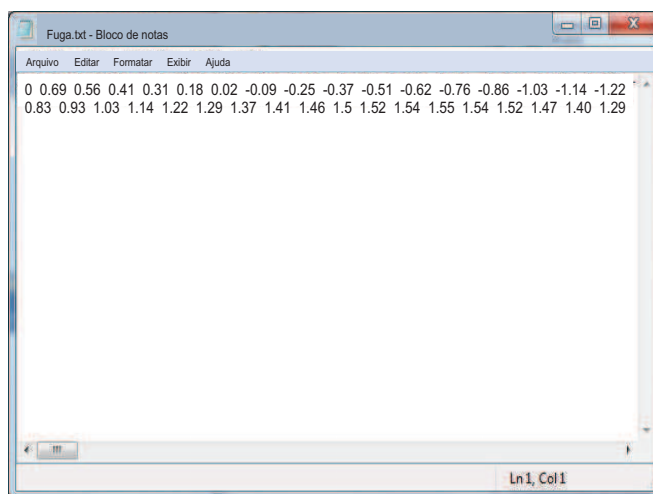 Fuga.txt - Bloco de notas
Arquivo Editar Formatar Exibir Ajuda
0 0.69 0.56 0.41 0.31 0.18 0.02 -0.09 -0.25 -0.37 -0.51 -0.62 -0.76 -0.86 -1.03 -1.14 -1.22
0.83 0.93 1.03 1.14 1.22 1.29 1.37 1.41 1.46 1.5 1.52 1.54 1.55 1.54 1.52 1.47 1.40 1.29
Ln 1, Col 1